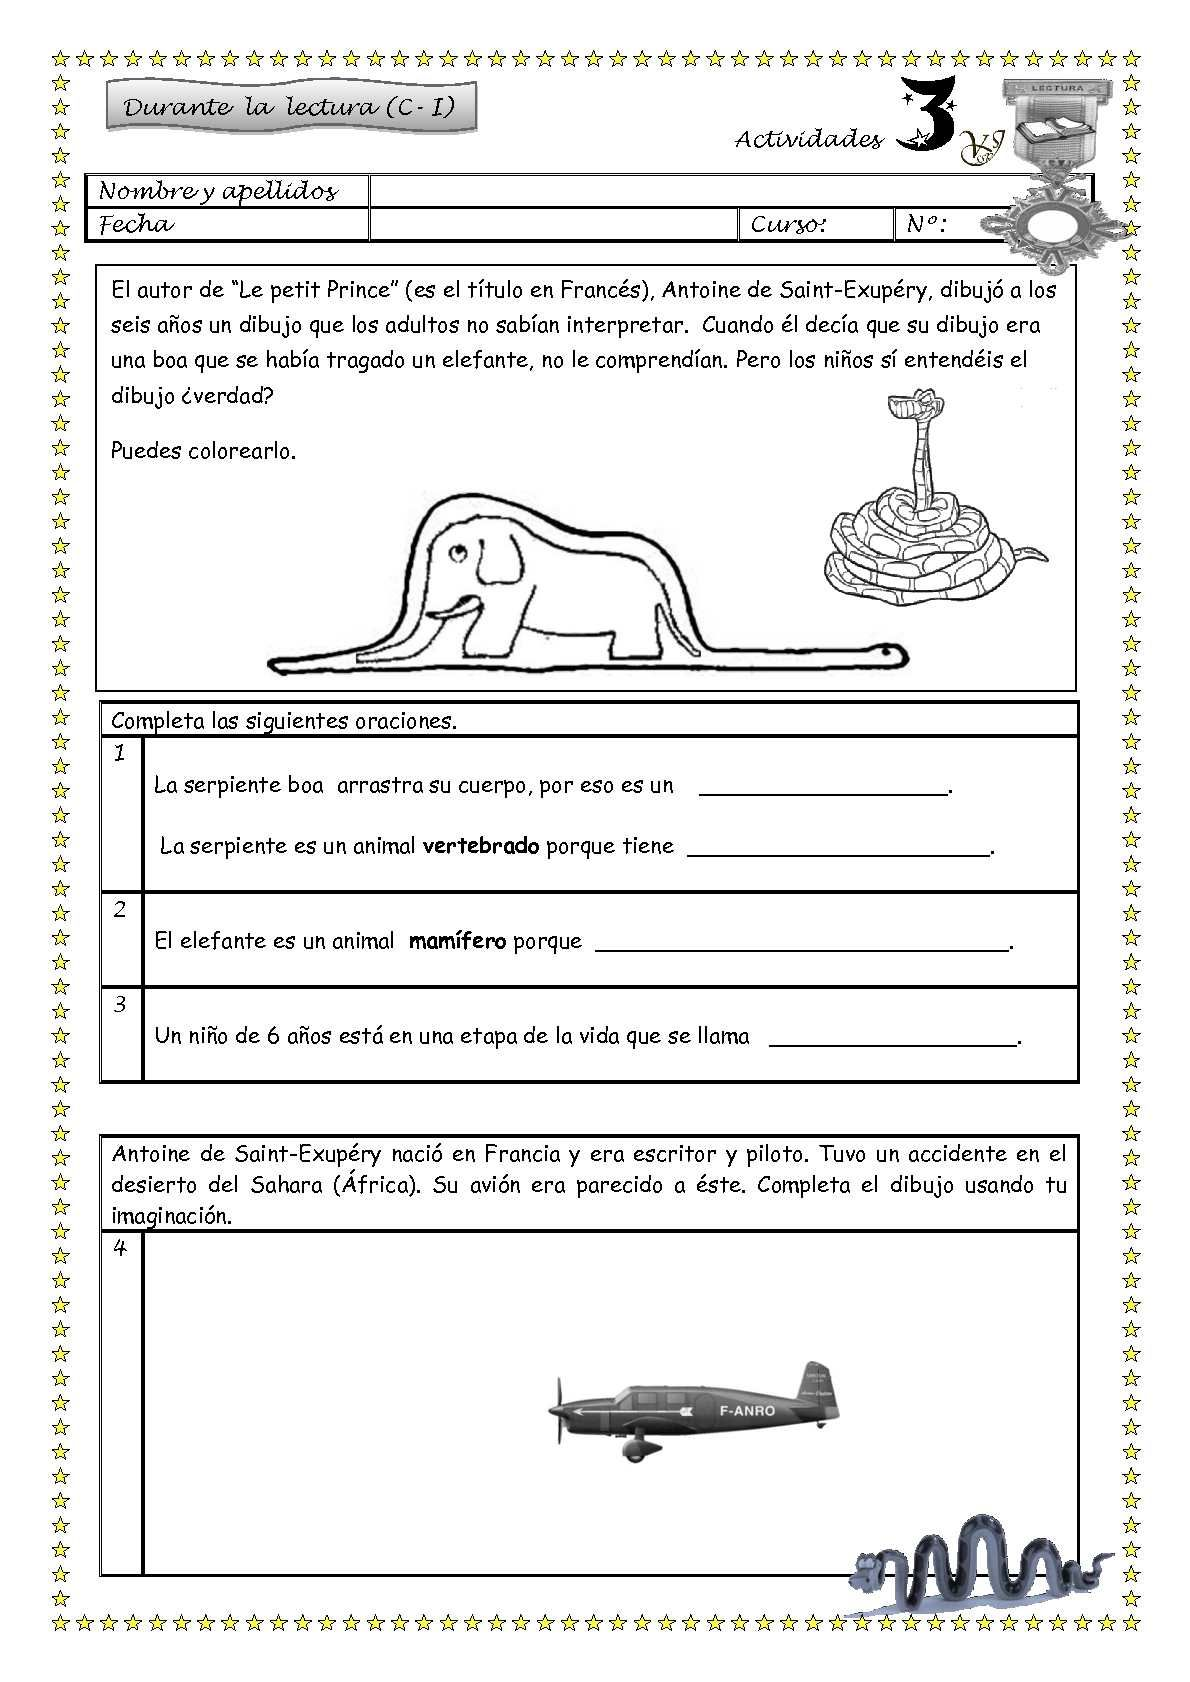 Durante la lectura (C- I)
Actividades 3
LECTURA
Nombre y apellidos
Fecha Curso: Nº:
El autor de “Le petit Prince” (es el título en Francés), Antoine de Saint-Exupéry, dibujó a los
seis años un dibujo que los adultos no sabían interpretar. Cuando él decía que su dibujo era
una boa que se había tragado un elefante, no le comprendían. Pero los niños sí entendéis el
dibujo ¿verdad?
Puedes colorearlo.
Completa las siguientes oraciones.
1
La serpiente boa arrastra su cuerpo, por eso es un ___________________.
La serpiente es un animal vertebrado porque tiene _______________________.
2
El elefante es un animal mamífero porque ________________________________.
3
Un niño de 6 años está en una etapa de la vida que se llama ___________________.
Antoine de Saint-Exupéry nació en Francia y era escritor y piloto. Tuvo un accidente en el
desierto del Sahara (África). Su avión era parecido a éste. Completa el dibujo usando tu
imaginación.
4
F-ANRO